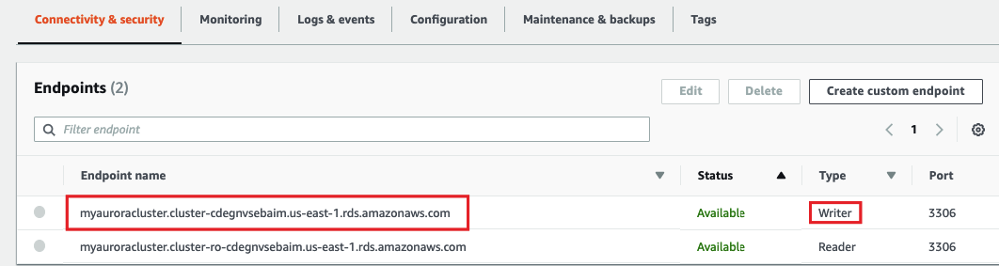 Connectivity & security Monitoring Logs & events Configuration Maintenance & backups Tags
Endpoints (2) Edit Delete Create custom endpoint
Filter endpoint 1
Endpoint name Status Type Port
myauroracluster.cluster-cdegnvsebaim.us-east-1.rds.amazonaws.com Available Writer 3306
myauroracluster.cluster-ro-cdegnvsebaim.us-east-1.rds.amazonaws.com Available Reader 3306